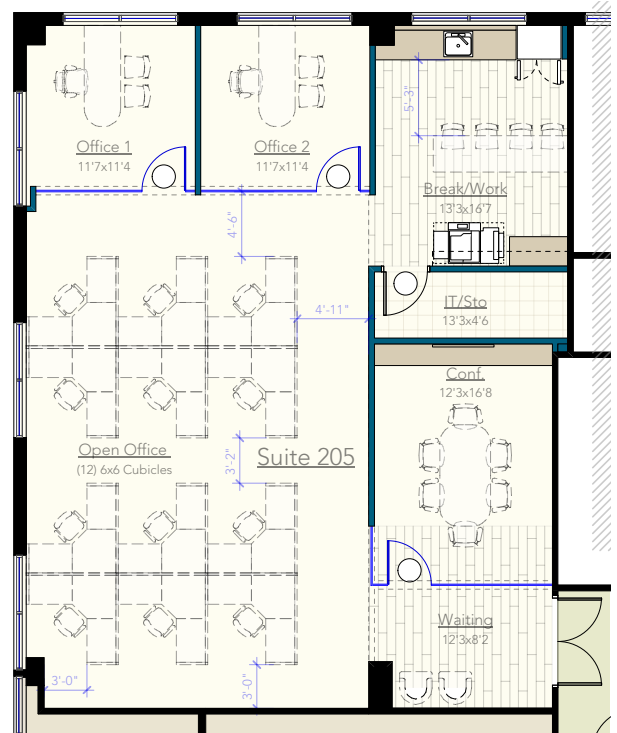 Office 1
11'7x11'4
Office 2
11'7x11'4
5'-3"
Break/Work
13'3x16'7
4'-6"
4'-11"
IT/Sto
13'3x4'6
Conf.
12'3x16'8
Open Office
(12) 6x6 Cubicles
3'-2"
Suite 205
Waiting
12'3x8'2
3'-0"
3'-0"